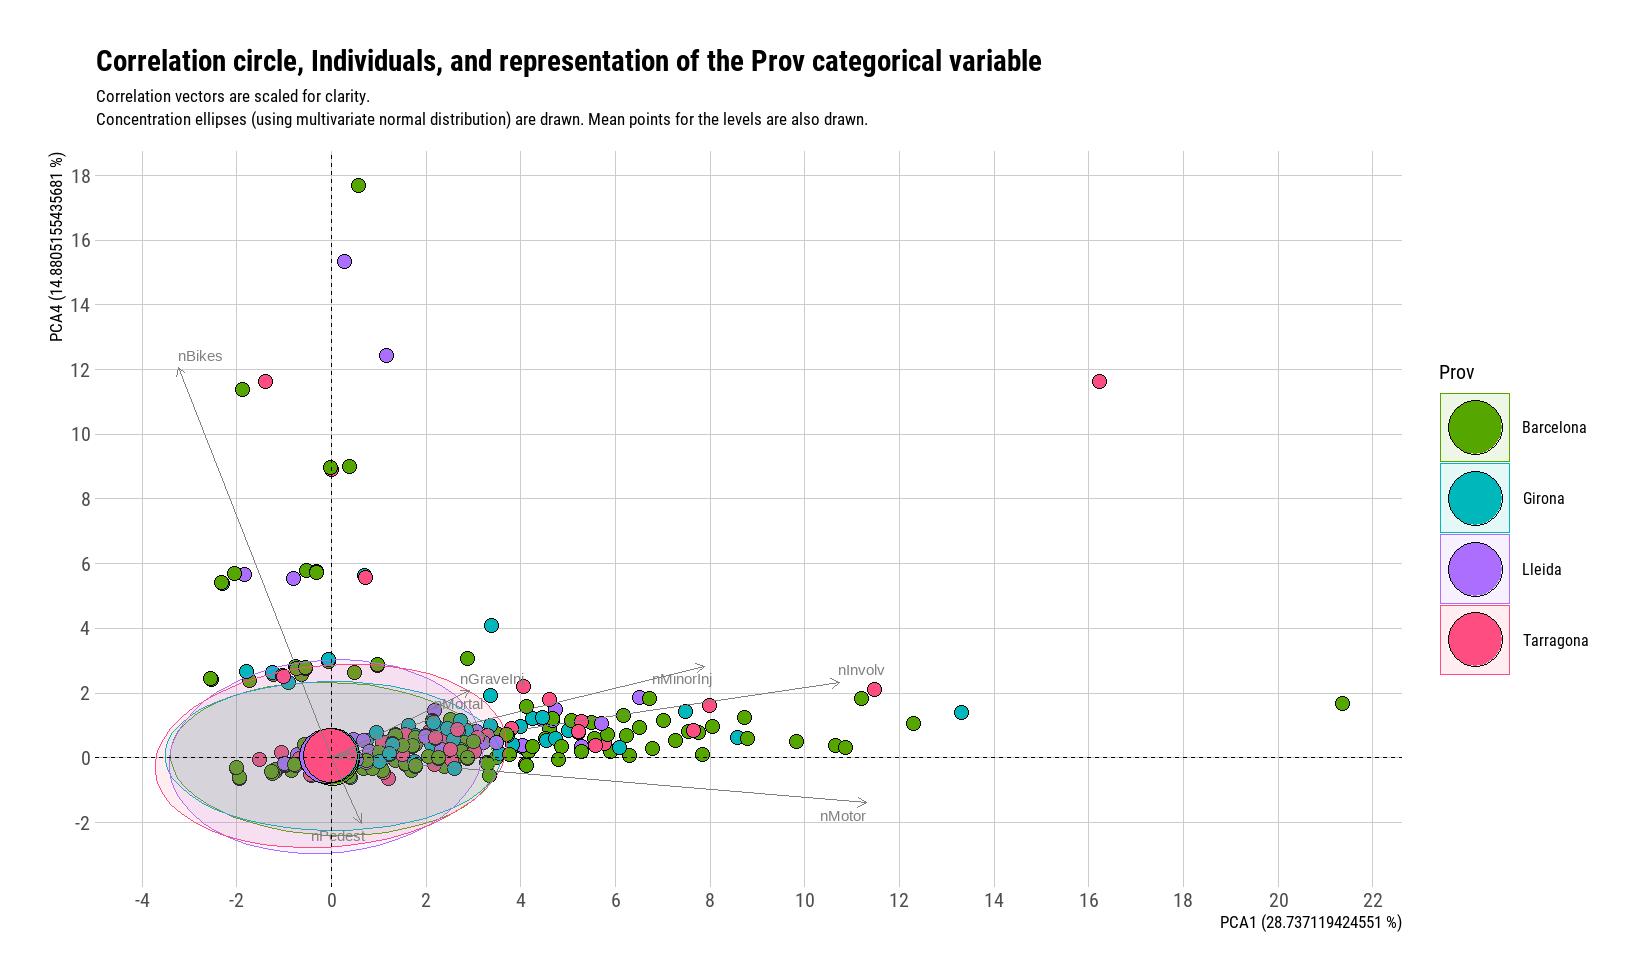 Correlation circle, Individuals, and representation of the Prov categorical variable
Correlation vectors are scaled for clarity.
Concentration ellipses (using multivariate normal distribution) are drawn. Mean points for the levels are also drawn.
PCA4 (14.8805155435681 %)
18
16
14
12
10
8
6
4
2
0
-2
nBikes
nGraveInj
nMortal
nMinorInj
nInvolv
nMotor
nPedest
-4
-2
0
2
4
6
8
10
12
14
16
18
20
22
PCA1 (28.737119424551 %)
Prov
Barcelona
Girona
Lleida
Tarragona